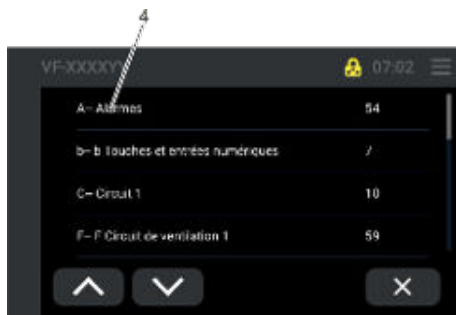 4
VF-XXXXYY
07:02
A– Alarmes 54
b– b Touches et entrées numériques 7
C– Circuit 1 10
F– F Circuit de ventilation 1 59